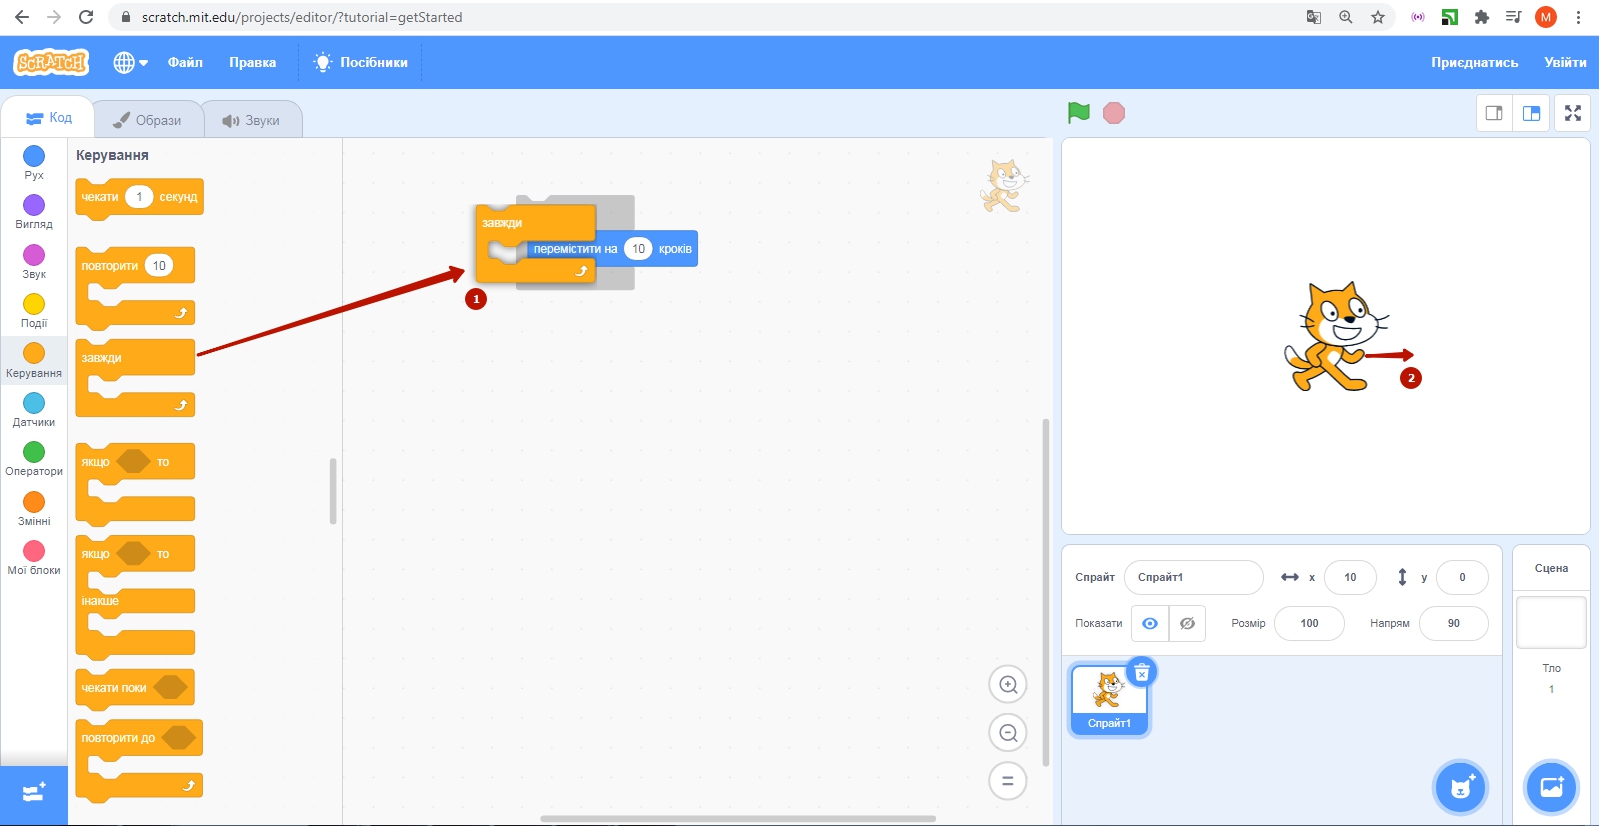 scratch.mit.edu/projects/editor/?tutorial=getStarted
M
SCRATCH
Файл
Правка
Посібники
Приєднатись
Увійти
Код
Образи
Звуки
Рух
Вигляд
Звук
Події
Керування
Датчики
Оператори
Змінні
Мої блоки
Керування
чекати 1 секунд
повторити 10
завжди
якщо то
якщо то
інакше
чекати поки
повторити до
завжди
перемістити на 10 кроків
1
2
Спрайт Спрайт1 x 10 y 0
Показати Розмір 100 Напрям 90
Спрайт1
Сцена
Тло
1